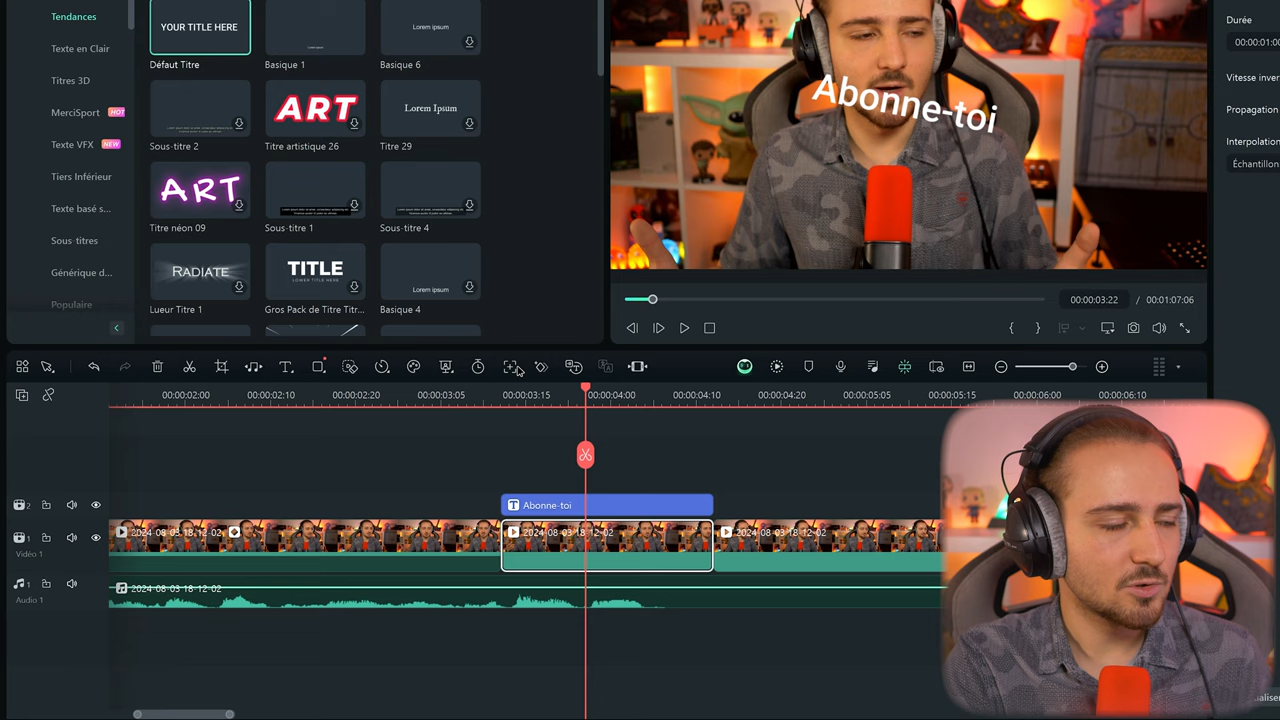 Tendances
Texte en Clair
Titres 3D
MerciSport HOT
Texte VFX NEW
Tiers Inférieur
Texte basé s...
Sous-titres
Générique d...
Populaire
YOUR TITLE HERE
Défaut Titre
Basique 1
Lorem ipsum
Basique 6
Sous-titre 2
ART
Titre artistique 26
Lorem Ipsum
Titre 29
ART
Titre néon 09
Sous-titre 1
Sous-titre 4
RADIATE
Lueur Titre 1
TITLE
LOWER TITLE HERE
Gros Pack de Titre Titr...
Lorem ipsum
Basique 4
Abonne-toi
00:00:03:22 / 00:01:07:06
Durée
00:00:01:00
Vitesse inver
Propagation
Interpolation
Échantillon
00:00:02:00
00:00:02:10
00:00:02:20
00:00:03:05
00:00:03:15
00:00:04:00
00:00:04:10
00:00:04:20
00:00:05:05
00:00:05:15
00:00:06:00
00:00:06:10
2
Abonne-toi
1
Vidéo 1
2024-08-03 18-12-02
2024-08-03 18-12-02
2024-08-03 18-12-02
1
Audio 1
2024-08-03 18-12-02